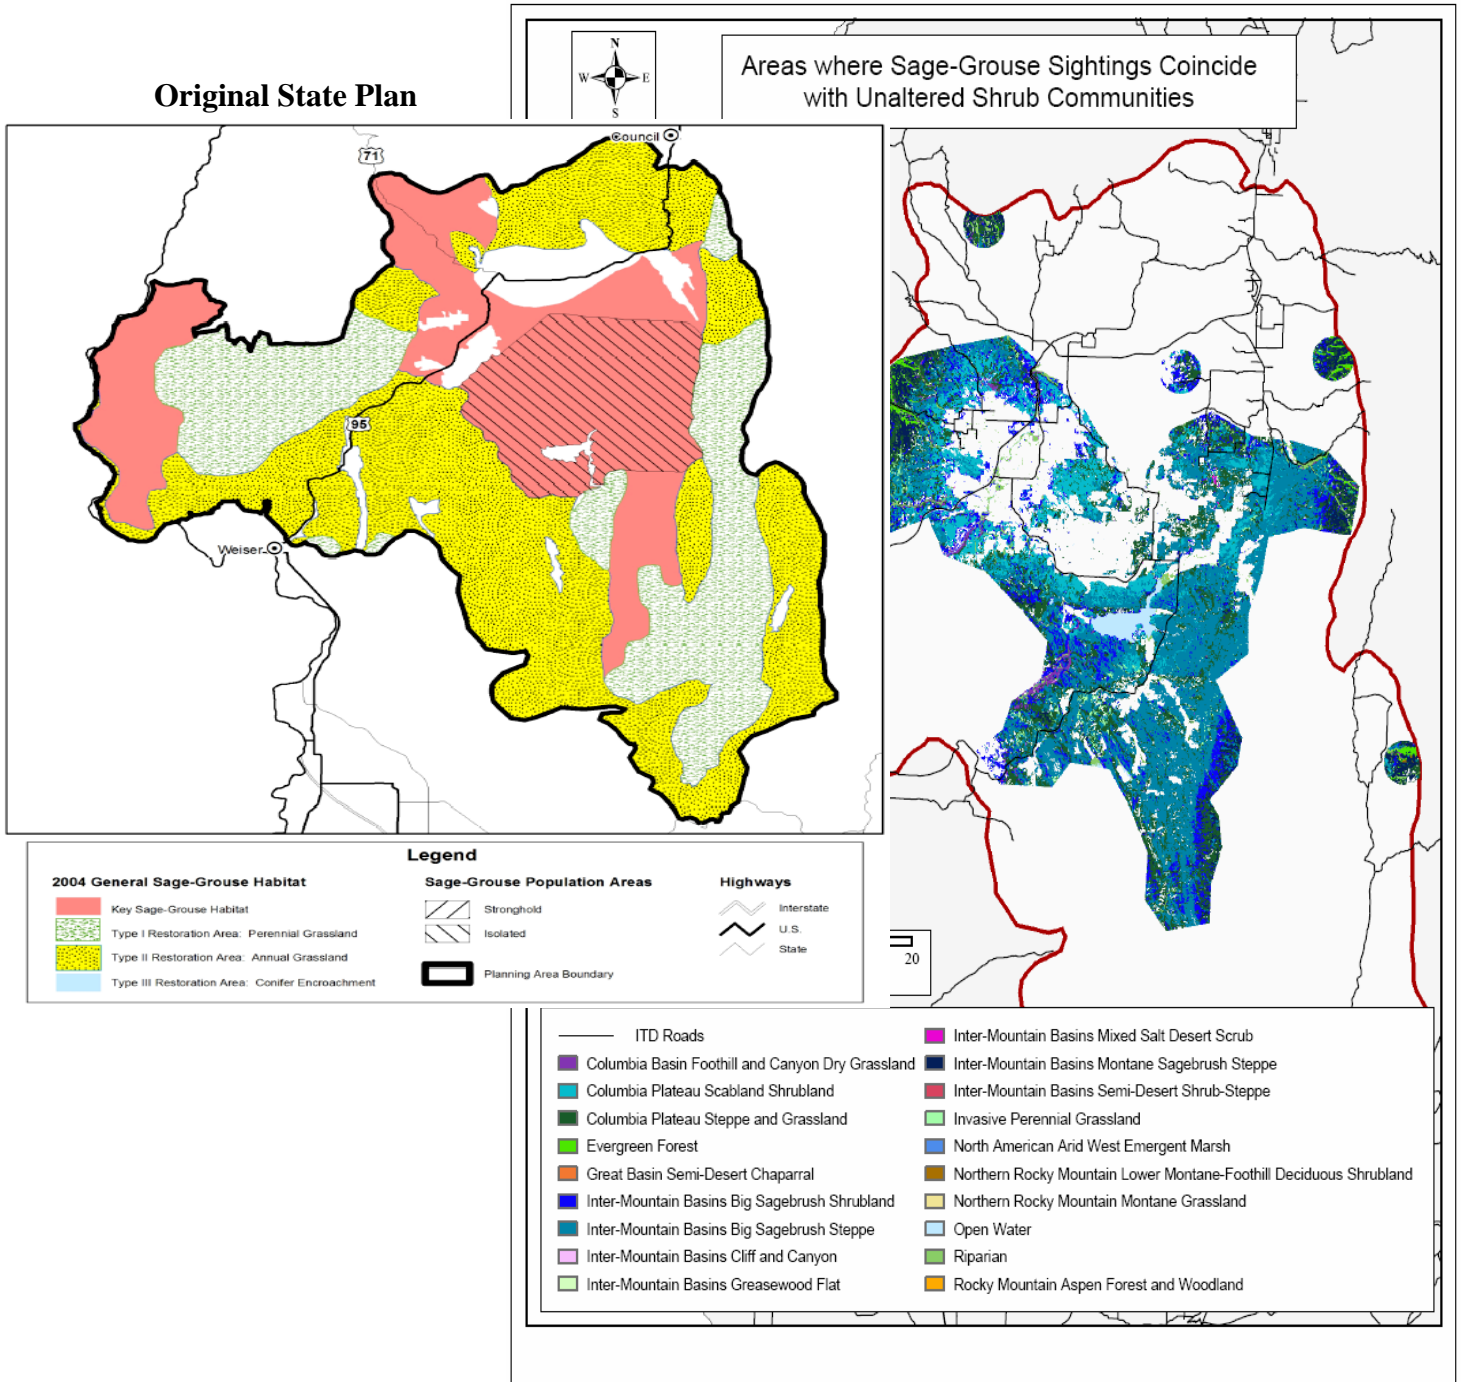 Original State Plan
N
W E
S
Areas where Sage-Grouse Sightings Coincide
with Unaltered Shrub Communities
Council
71
95
Weiser
Legend
2004 General Sage-Grouse Habitat
Key Sage-Grouse Habitat
Type I Restoration Area: Perennial Grassland
Type II Restoration Area: Annual Grassland
Type III Restoration Area: Conifer Encroachment
Sage-Grouse Population Areas
Stronghold
Isolated
Planning Area Boundary
Highways
Interstate
U.S.
State
20
ITD Roads
Columbia Basin Foothill and Canyon Dry Grassland
Columbia Plateau Scabland Shrubland
Columbia Plateau Steppe and Grassland
Evergreen Forest
Great Basin Semi-Desert Chaparral
Inter-Mountain Basins Big Sagebrush Shrubland
Inter-Mountain Basins Big Sagebrush Steppe
Inter-Mountain Basins Cliff and Canyon
Inter-Mountain Basins Greasewood Flat
Inter-Mountain Basins Mixed Salt Desert Scrub
Inter-Mountain Basins Montane Sagebrush Steppe
Inter-Mountain Basins Semi-Desert Shrub-Steppe
Invasive Perennial Grassland
North American Arid West Emergent Marsh
Northern Rocky Mountain Lower Montane-Foothill Deciduous Shrubland
Northern Rocky Mountain Montane Grassland
Open Water
Riparian
Rocky Mountain Aspen Forest and Woodland